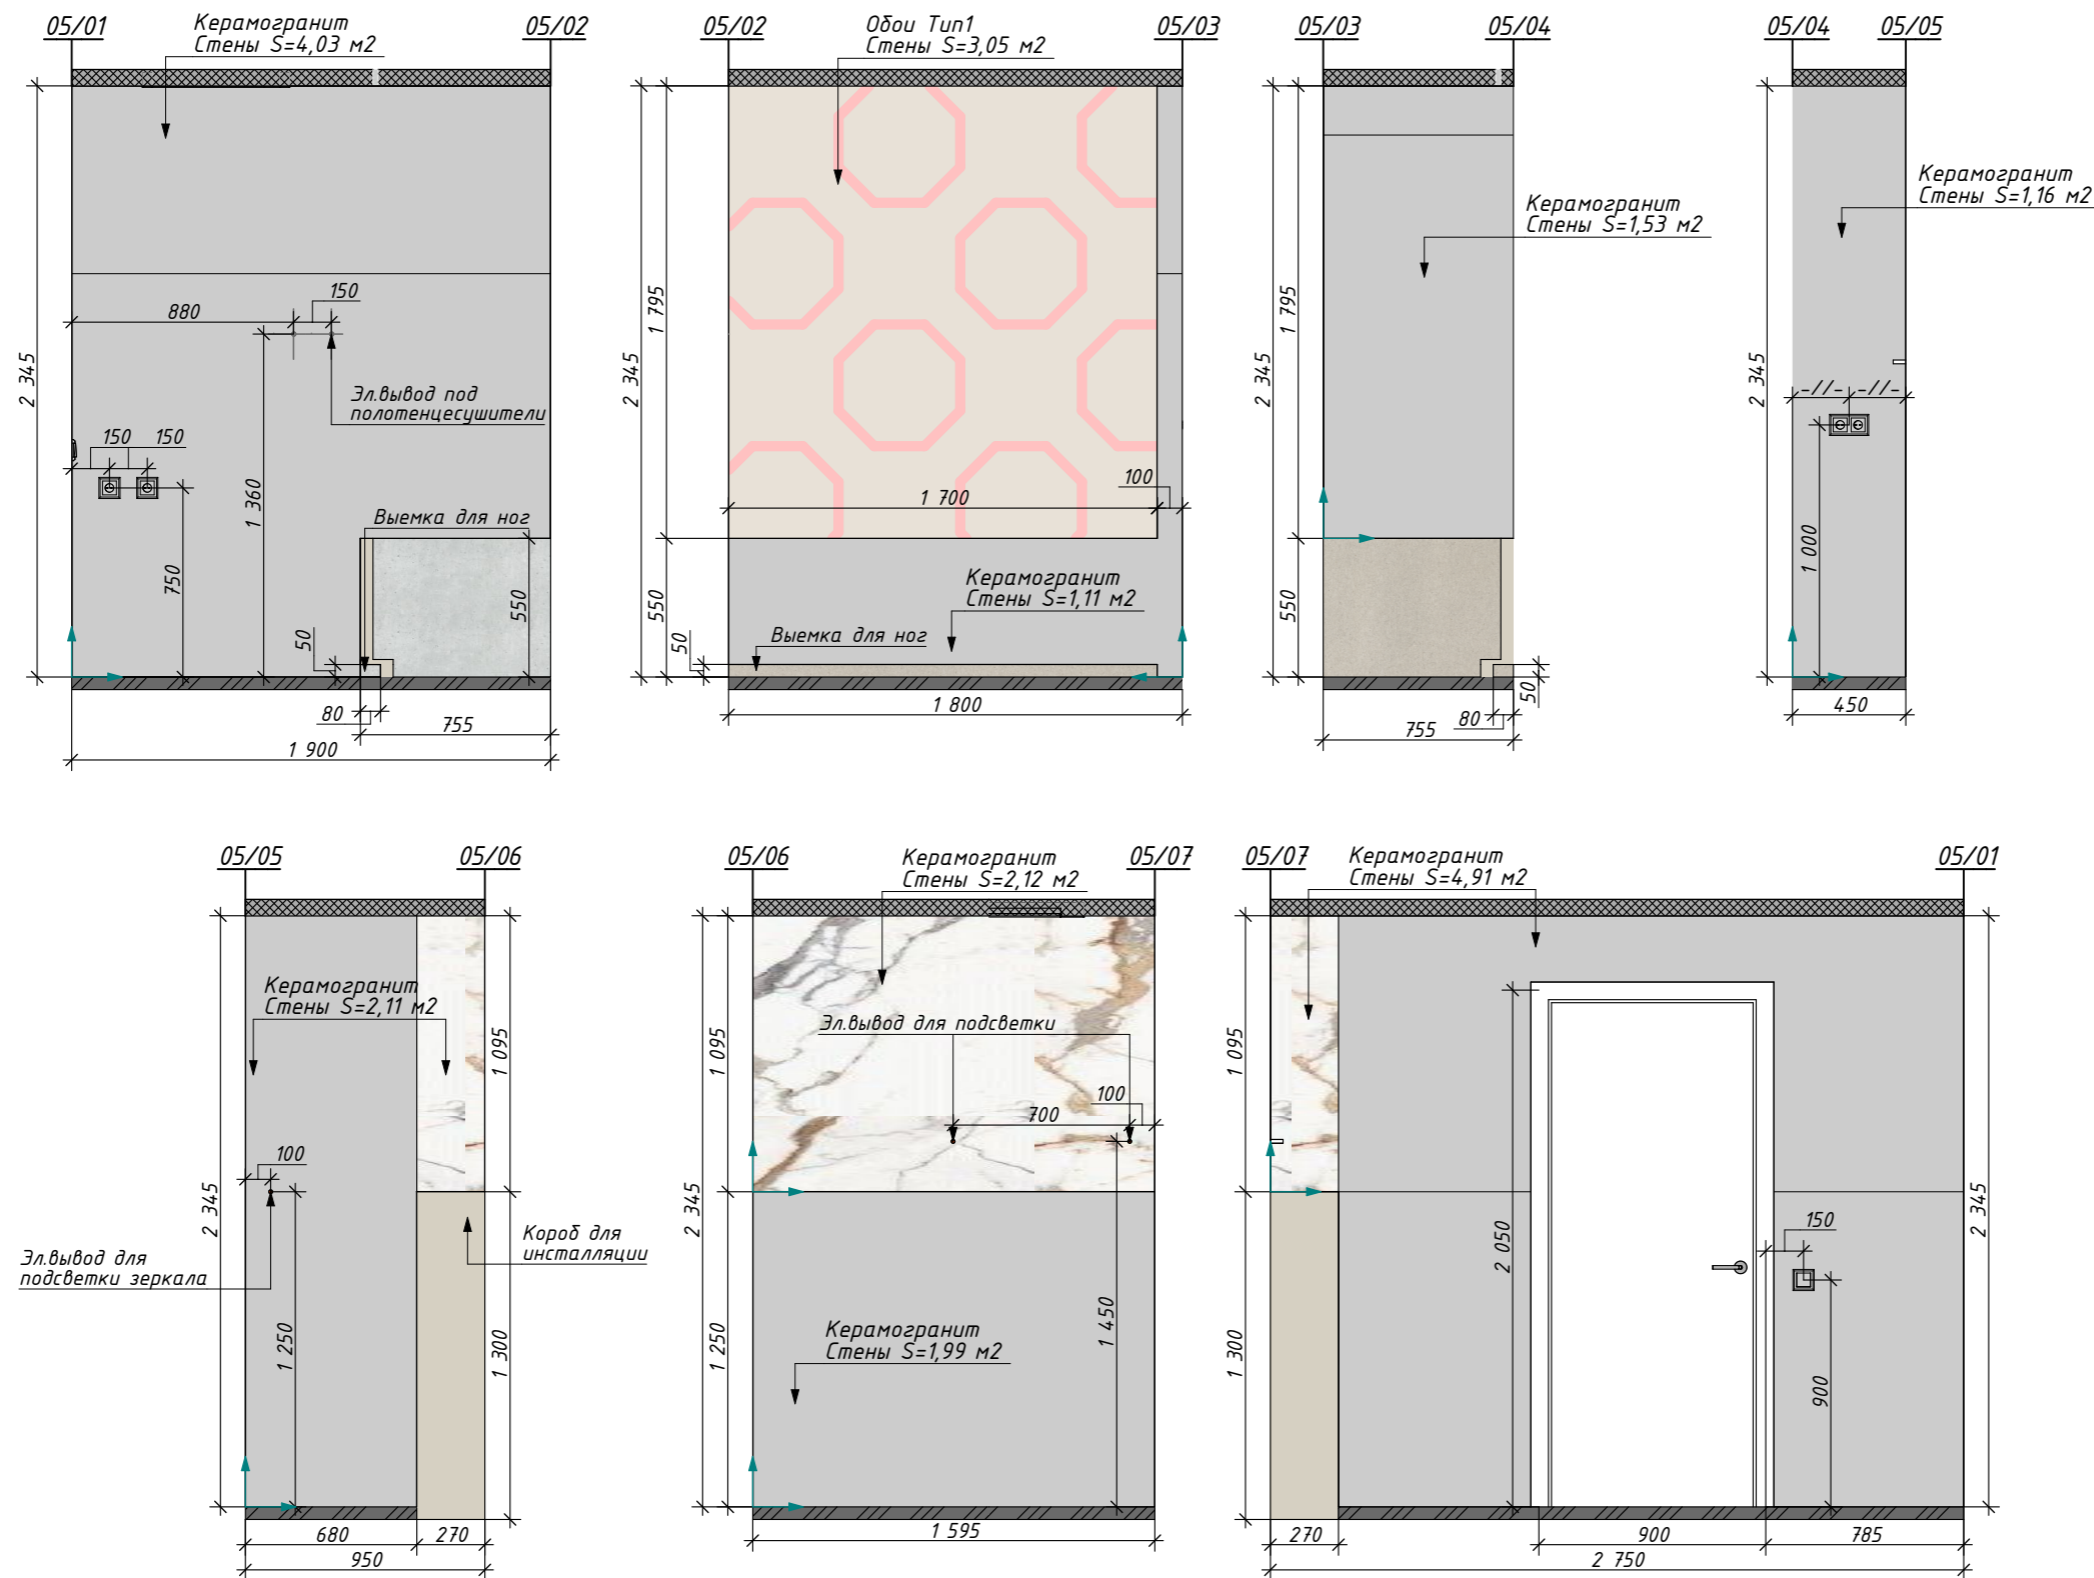 05/01
05/02
Керамогранит
Стены S=4,03 м2
2 345
880
150
Эл.вывод под
полотенцесушители
150
150
1 360
750
Выемка для ног
50
550
80
755
1 900
05/02
05/03
Обои Тип1
Стены S=3,05 м2
2 345
1 795
1 700
100
Керамогранит
Стены S=1,11 м2
Выемка для ног
550
50
1 800
05/03
05/04
Керамогранит
Стены S=1,53 м2
2 345
1 795
550
50
80
755
05/04
05/05
Керамогранит
Стены S=1,16 м2
2 345
-//-
-//-
1 000
450
05/05
05/06
Керамогранит
Стены S=2,11 м2
1 095
100
2 345
Эл.вывод для
подсветки зеркала
Короб для
инсталляции
1 250
1 300
680
270
950
05/06
05/07
Керамогранит
Стены S=2,12 м2
Эл.вывод для подсветки
1 095
100
700
2 345
1 450
1 250
Керамогранит
Стены S=1,99 м2
1 595
05/07
05/01
Керамогранит
Стены S=4,91 м2
1 095
2 050
150
2 345
1 300
900
270
900
785
2 750